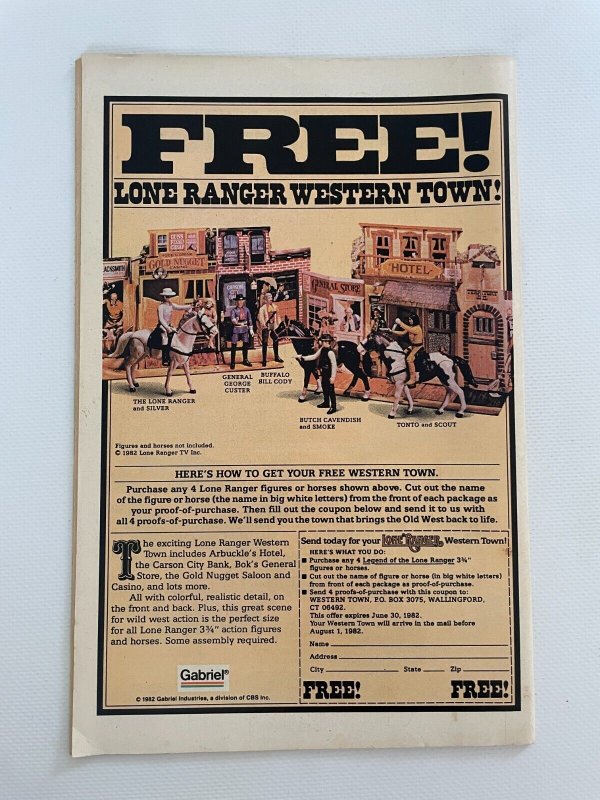 FREE!
LONE RANGER WESTERN TOWN!
ACKSMITH
GOLD NUGGET
CASINO
HOTEL
GENERAL STORE
THE LONE RANGER
and SILVER
GENERAL
GEORGE
CUSTER
BUFFALO
BILL CODY
BUTCH CAVENDISH
and SMOKE
TONTO and SCOUT
Figures and horses not included.
© 1982 Lone Ranger TV Inc.
HERE'S HOW TO GET YOUR FREE WESTERN TOWN.
Purchase any 4 Lone Ranger figures or horses shown above. Cut out the name
of the figure or horse (the name in big white letters) from the front of each package as
your proof-of-purchase. Then fill out the coupon below and send it to us with
all 4 proofs-of-purchase. We'll send you the town that brings the Old West back to life.
The exciting Lone Ranger Western
Town includes Arbuckle's Hotel,
the Carson City Bank, Bok's General
Store, the Gold Nugget Saloon and
Casino, and lots more.
All with colorful, realistic detail, on
the front and back. Plus, this great scene
for wild west action is the perfect size
for all Lone Ranger 3¾" action figures
and horses. Some assembly required.
Gabriel®
© 1982 Gabriel Industries, a division of CBS Inc.
Send today for your LONE RANGER Western Town!
HERE'S WHAT YOU DO:
■ Purchase any 4 Legend of the Lone Ranger 3¾"
figures or horses.
■ Cut out the name of figure or horse (in big white letters)
from front of each package as proof-of-purchase.
■ Send 4 proofs-of-purchase with this coupon to:
WESTERN TOWN, P.O. BOX 3075, WALLINGFORD,
CT 06492.
This offer expires June 30, 1982.
Your Western Town will arrive in the mail before
August 1, 1982.
Name
Address
City State Zip
FREE! FREE!